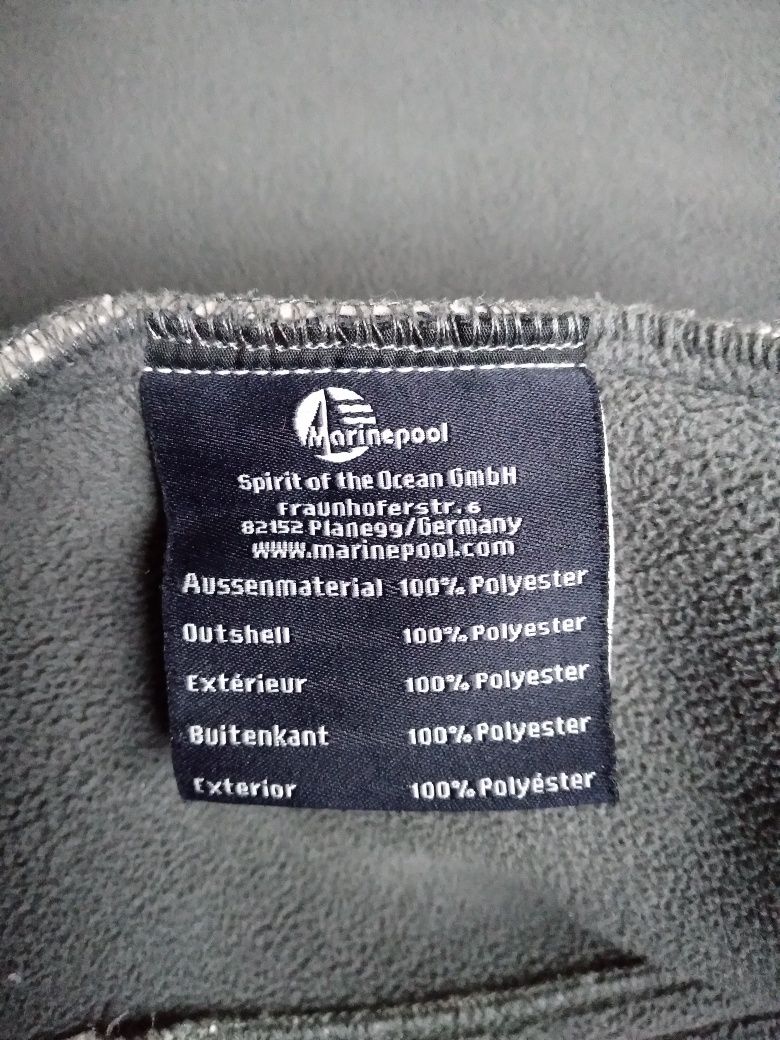 Marinepool
Spirit of the Ocean GmbH
Fraunhoferstr. 6
82152 Planegg/Germany
www.marinepool.com
Aussenmaterial 100% Polyester
Outshell 100% Polyester
Extérieur 100% Polyester
Buitenkant 100% Polyester
Exterior 100% Polyéster